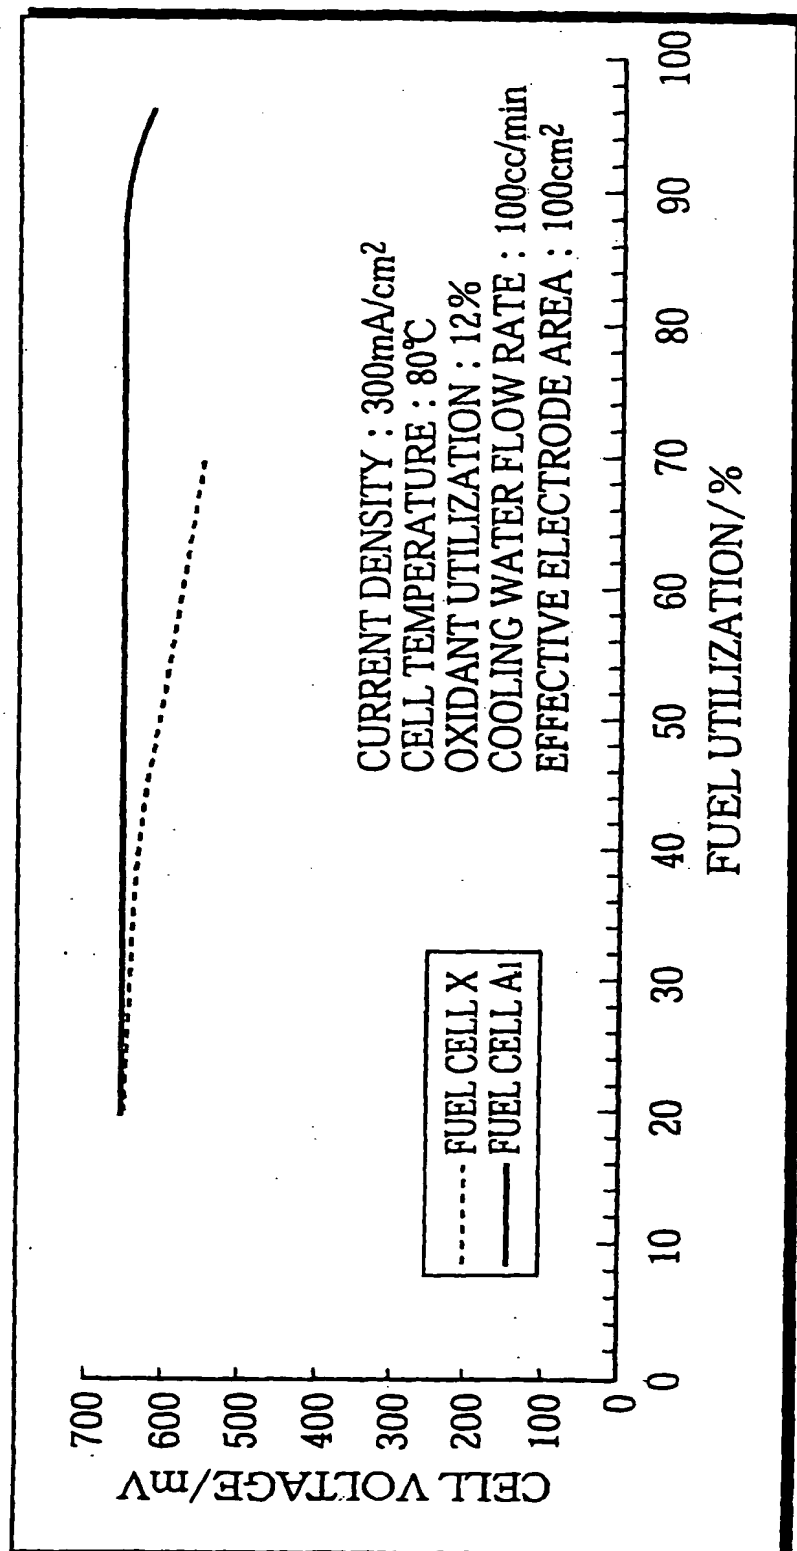 CELL VOLTAGE/mV
700
600
500
400
300
200
100
0
CURRENT DENSITY : 300mA/cm²
CELL TEMPERATURE : 80℃
OXIDANT UTILIZATION : 12%
COOLING WATER FLOW RATE : 100cc/min
EFFECTIVE ELECTRODE AREA : 100cm²
FUEL CELL X
FUEL CELL A1
0 10 20 30 40 50 60 70 80 90 100
FUEL UTILIZATION/%